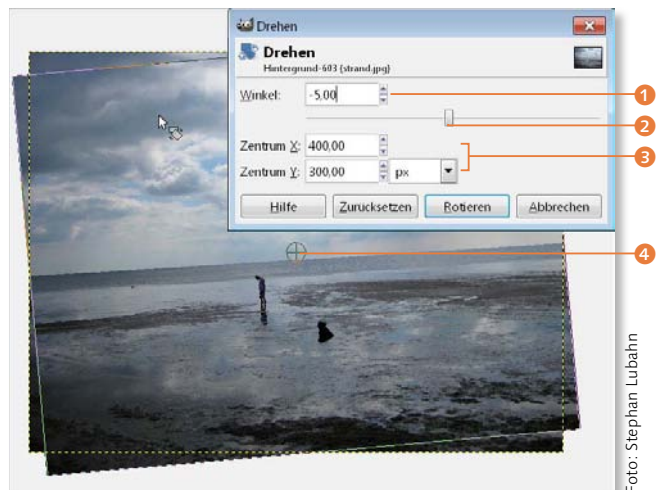 Drehen
Drehen
Hintergrund-603 (strand.jpg)
Winkel: -5,00
1
2
Zentrum X: 400,00
3
Zentrum Y: 300,00 px
Hilfe Zurücksetzen Rotieren Abbrechen
4
Foto: Stephan Lubahn